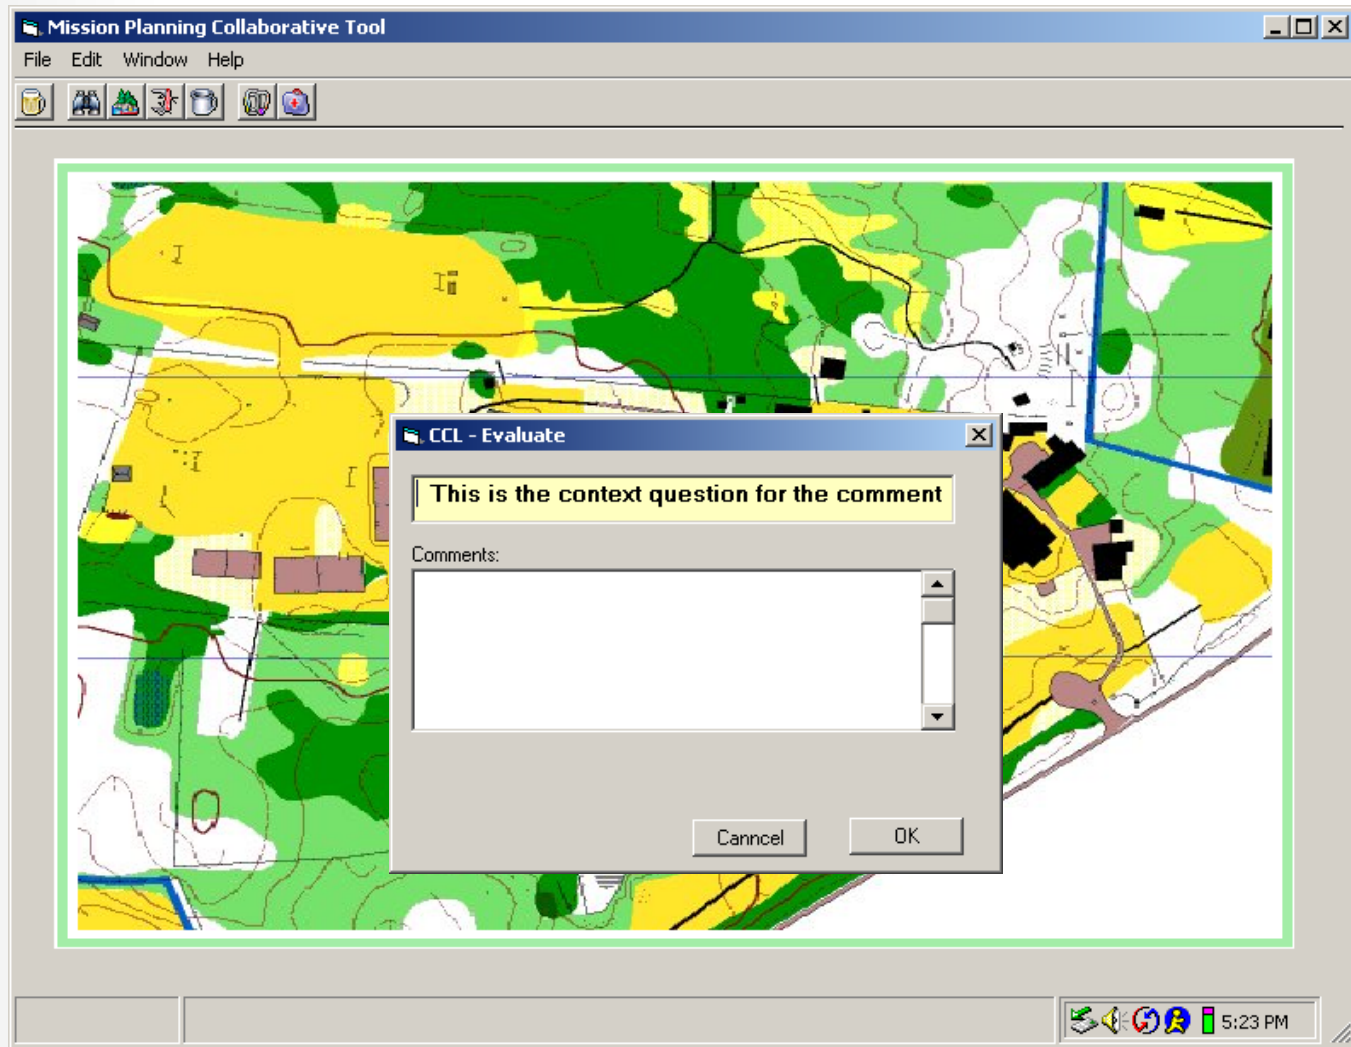 Mission Planning Collaborative Tool
File Edit Window Help
CCL - Evaluate
This is the context question for the comment
Comments:
Canncel OK
5:23 PM